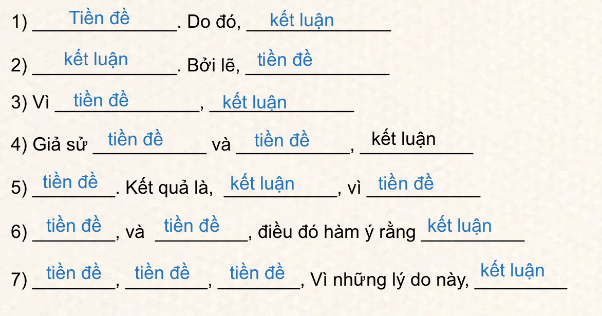 1) Tiền đề. Do đó, kết luận
2) kết luận. Bởi lẽ, tiền đề
3) Vì tiền đề, kết luận
4) Giả sử tiền đề và tiền đề, kết luận
5) tiền đề. Kết quả là, kết luận, vì tiền đề
6) tiền đề, và tiền đề, điều đó hàm ý rằng kết luận
7) tiền đề, tiền đề, tiền đề, Vì những lý do này, kết luận